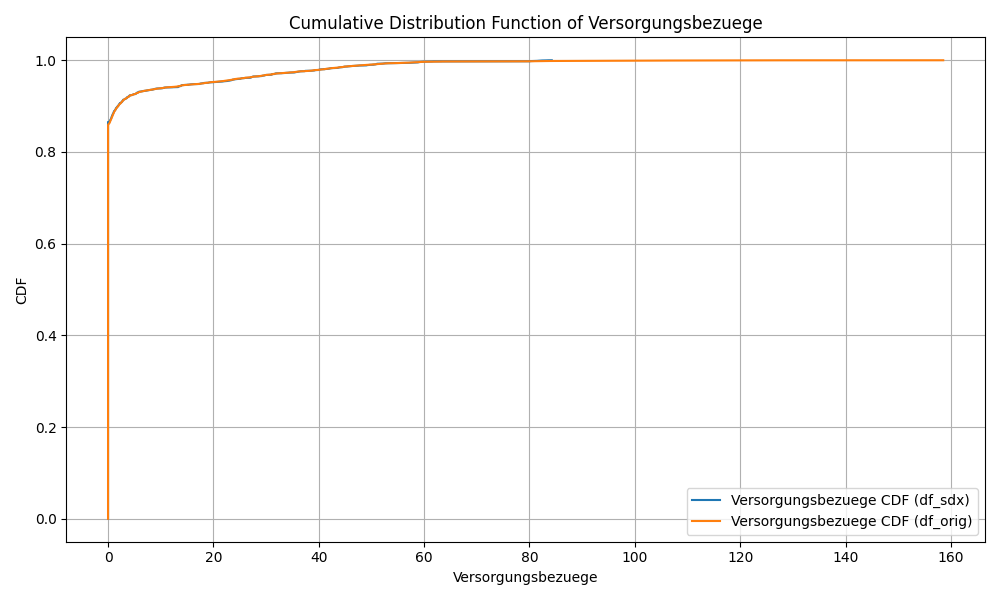 Cumulative Distribution Function of Versorgungsbezuege
CDF
1.0
0.8
0.6
0.4
0.2
0.0
0 20 40 60 80 100 120 140 160
Versorgungsbezuege
Versorgungsbezuege CDF (df_sdx)
Versorgungsbezuege CDF (df_orig)